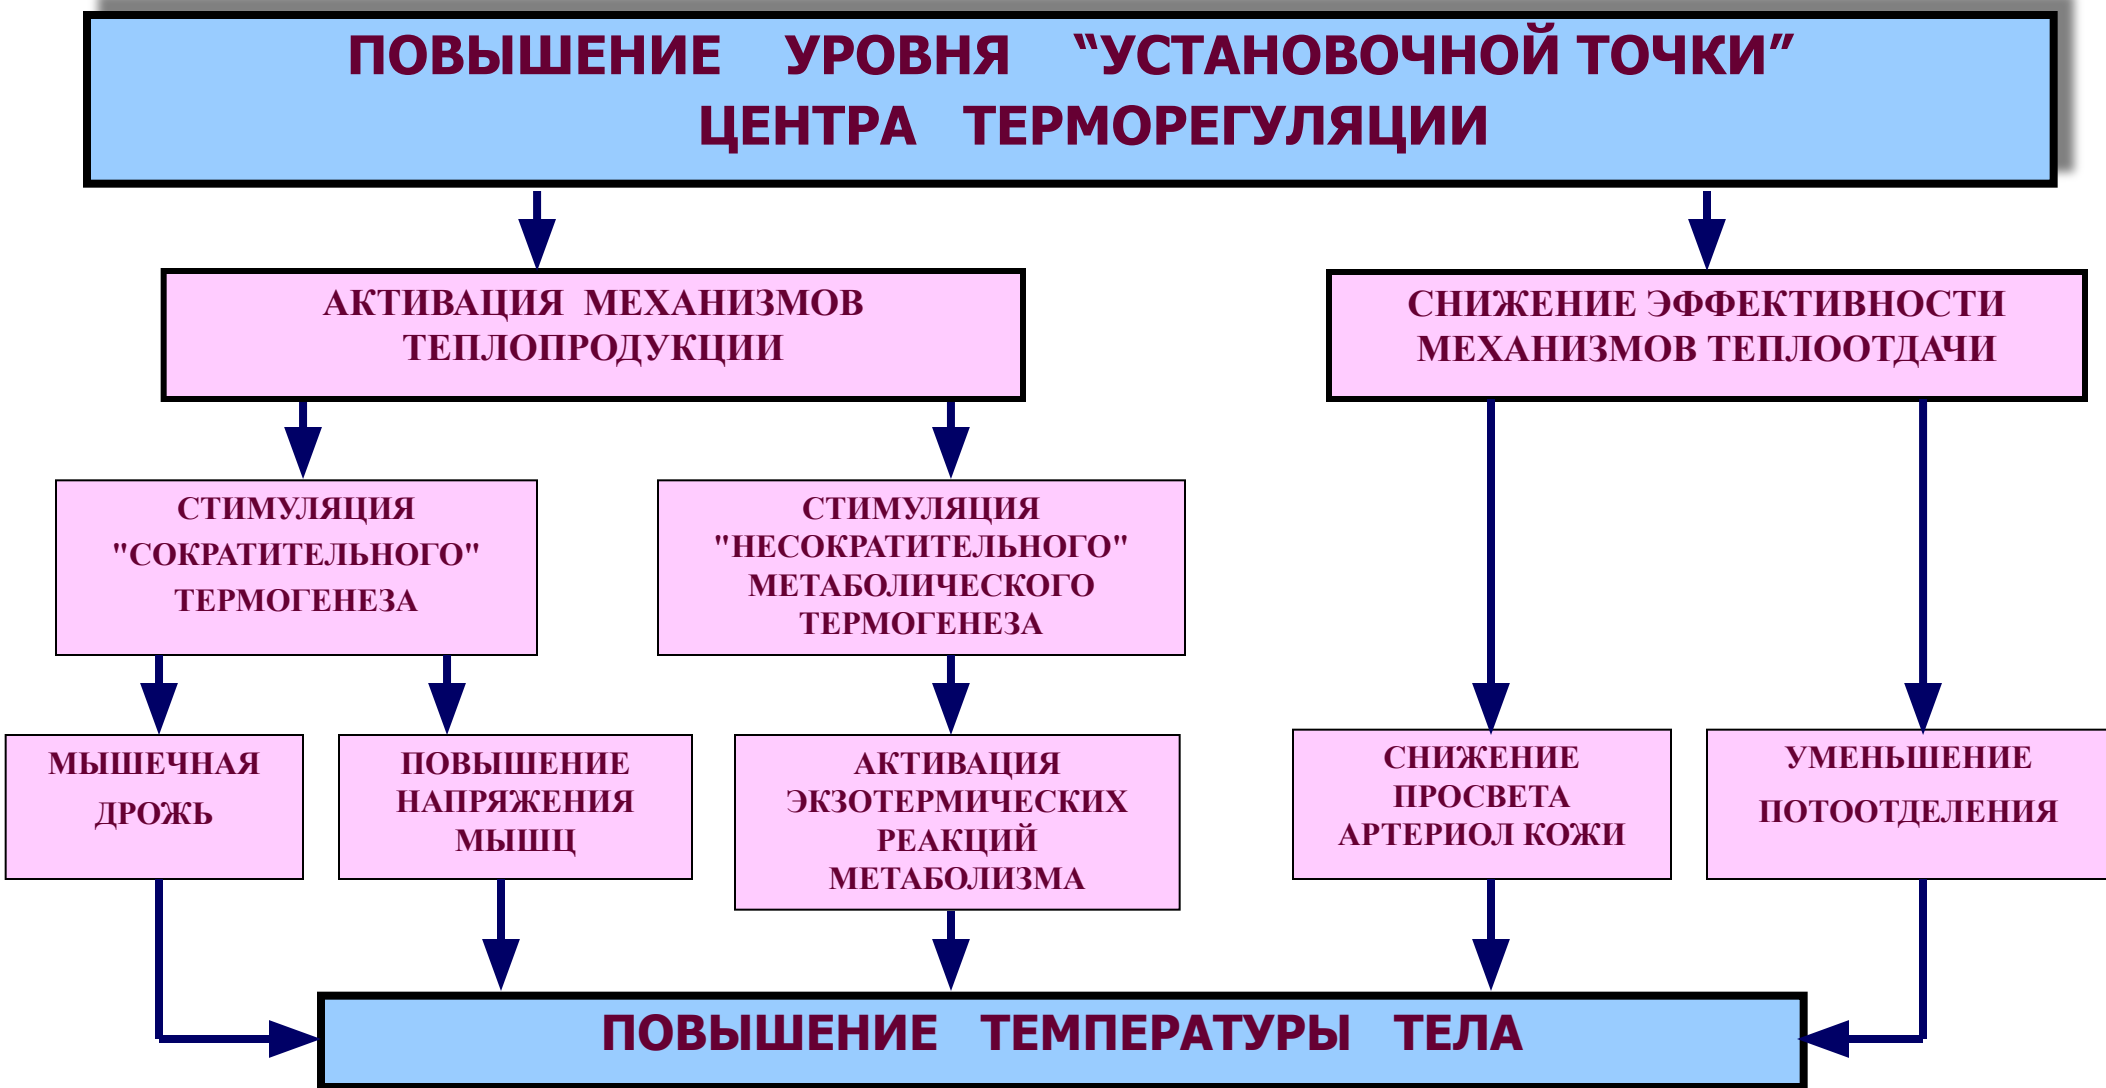 ПОВЫШЕНИЕ УРОВНЯ “УСТАНОВОЧНОЙ ТОЧКИ”
ЦЕНТРА ТЕРМОРЕГУЛЯЦИИ
АКТИВАЦИЯ МЕХАНИЗМОВ
ТЕПЛОПРОДУКЦИИ
СНИЖЕНИЕ ЭФФЕКТИВНОСТИ
МЕХАНИЗМОВ ТЕПЛООТДАЧИ
СТИМУЛЯЦИЯ
"СОКРАТИТЕЛЬНОГО"
ТЕРМОГЕНЕЗА
СТИМУЛЯЦИЯ
"НЕСОКРАТИТЕЛЬНОГО"
МЕТАБОЛИЧЕСКОГО
ТЕРМОГЕНЕЗА
МЫШЕЧНАЯ
ДРОЖЬ
ПОВЫШЕНИЕ
НАПРЯЖЕНИЯ
МЫШЦ
АКТИВАЦИЯ
ЭКЗОТЕРМИЧЕСКИХ
РЕАКЦИЙ
МЕТАБОЛИЗМА
СНИЖЕНИЕ
ПРОСВЕТА
АРТЕРИОЛ КОЖИ
УМЕНЬШЕНИЕ
ПОТООТДЕЛЕНИЯ
ПОВЫШЕНИЕ ТЕМПЕРАТУРЫ ТЕЛА